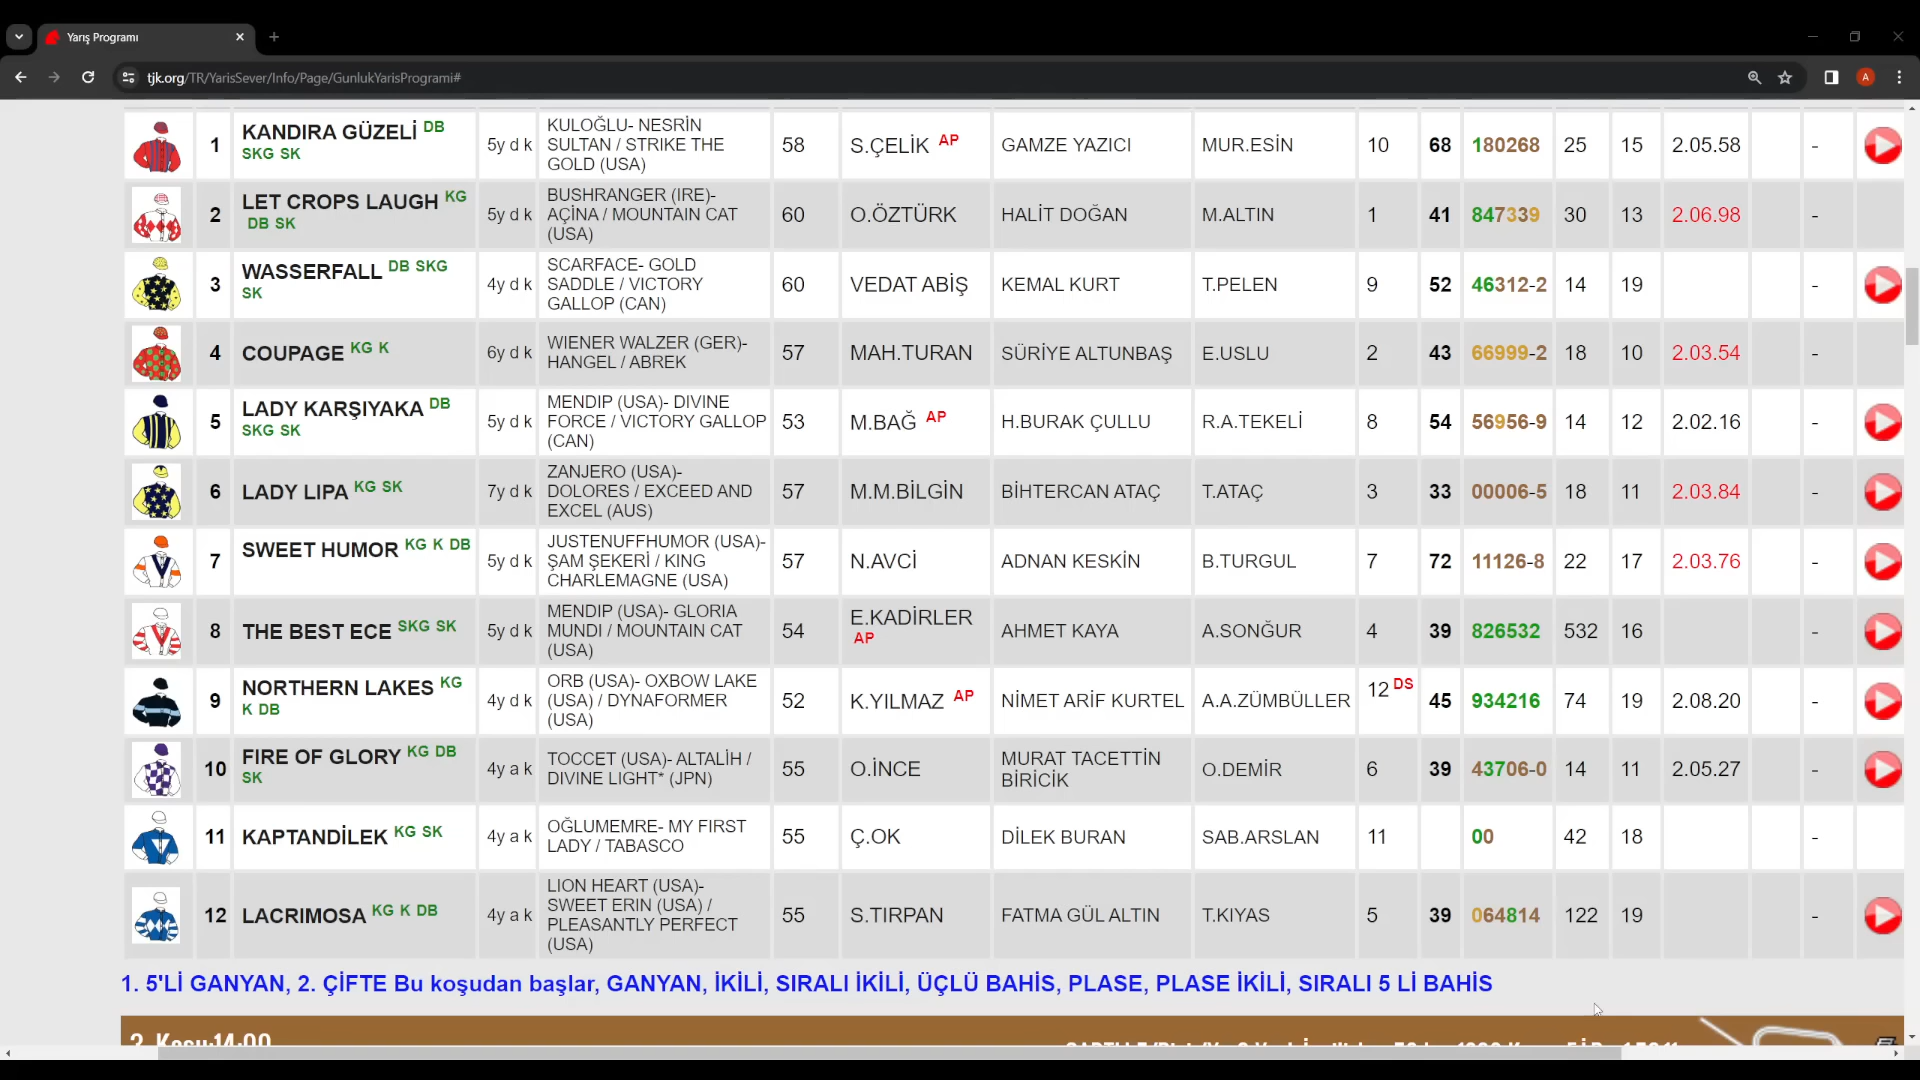 Yarış Programı
tjk.org/TR/YarisSever/Info/Page/GunlukYarisProgrami#
A
1 KANDIRA GÜZELİ DB SKG SK 5y d k KULOĞLU- NESRİN SULTAN / STRIKE THE GOLD (USA) 58 S.ÇELİK AP GAMZE YAZICI MUR.ESİN 10 68 180268 25 15 2.05.58 -
2 LET CROPS LAUGH KG DB SK 5y d k BUSHRANGER (IRE)- AÇİNA / MOUNTAIN CAT (USA) 60 O.ÖZTÜRK HALİT DOĞAN M.ALTIN 1 41 847339 30 13 2.06.98 -
3 WASSERFALL DB SKG SK 4y d k SCARFACE- GOLD SADDLE / VICTORY GALLOP (CAN) 60 VEDAT ABİŞ KEMAL KURT T.PELEN 9 52 46312-2 14 19 -
4 COUPAGE KG K 6y d k WIENER WALZER (GER)- HANGEL / ABREK 57 MAH.TURAN SÜRİYE ALTUNBAŞ E.USLU 2 43 66999-2 18 10 2.03.54 -
5 LADY KARŞIYAKA DB SKG SK 5y d k MENDIP (USA)- DIVINE FORCE / VICTORY GALLOP (CAN) 53 M.BAĞ AP H.BURAK ÇULLU R.A.TEKELİ 8 54 56956-9 14 12 2.02.16 -
6 LADY LIPA KG SK 7y d k ZANJERO (USA)- DOLORES / EXCEED AND EXCEL (AUS) 57 M.M.BİLGİN BİHTERCAN ATAÇ T.ATAÇ 3 33 00006-5 18 11 2.03.84 -
7 SWEET HUMOR KG K DB 5y d k JUSTENUFFHUMOR (USA)- ŞAM ŞEKERİ / KING CHARLEMAGNE (USA) 57 N.AVCİ ADNAN KESKİN B.TURGUL 7 72 11126-8 22 17 2.03.76 -
8 THE BEST ECE SKG SK 5y d k MENDIP (USA)- GLORIA MUNDI / MOUNTAIN CAT (USA) 54 E.KADİRLER AP AHMET KAYA A.SONĞUR 4 39 826532 532 16 -
9 NORTHERN LAKES KG K DB 4y d k ORB (USA)- OXBOW LAKE (USA) / DYNAFORMER (USA) 52 K.YILMAZ AP NİMET ARİF KURTEL A.A.ZÜMBÜLLER 12 DS 45 934216 74 19 2.08.20 -
10 FIRE OF GLORY KG DB SK 4y a k TOCCET (USA)- ALTALİH / DIVINE LIGHT* (JPN) 55 O.İNCE MURAT TACETTİN BİRİCİK O.DEMİR 6 39 43706-0 14 11 2.05.27 -
11 KAPTANDİLEK KG SK 4y a k OĞLUMEMRE- MY FIRST LADY / TABASCO 55 Ç.OK DİLEK BURAN SAB.ARSLAN 11 00 42 18 -
12 LACRIMOSA KG K DB 4y a k LION HEART (USA)- SWEET ERIN (USA) / PLEASANTLY PERFECT (USA) 55 S.TIRPAN FATMA GÜL ALTIN T.KIYAS 5 39 064814 122 19 -
1. 5'Lİ GANYAN, 2. ÇİFTE Bu koşudan başlar, GANYAN, İKİLİ, SIRALI İKİLİ, ÜÇLÜ BAHİS, PLASE, PLASE İKİLİ, SIRALI 5 Lİ BAHİS